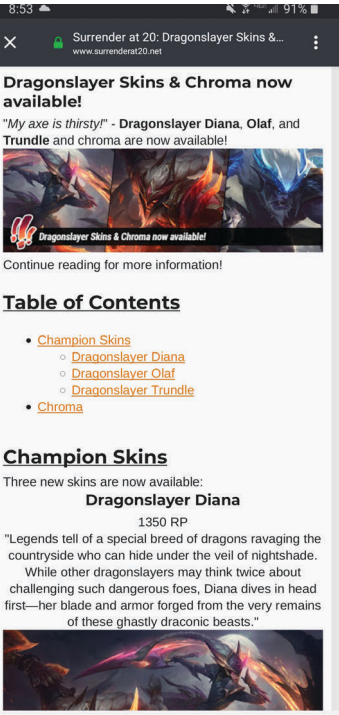 8:53
91%
Surrender at 20: Dragonslayer Skins &...
www.surrenderat20.net
Dragonslayer Skins & Chroma now
available!
"My axe is thirsty!" - Dragonslayer Diana, Olaf, and
Trundle and chroma are now available!
Dragonslayer Skins & Chroma now available!
Continue reading for more information!
Table of Contents
Champion Skins
Dragonslayer Diana
Dragonslayer Olaf
Dragonslayer Trundle
Chroma
Champion Skins
Three new skins are now available:
Dragonslayer Diana
1350 RP
"Legends tell of a special breed of dragons ravaging the
countryside who can hide under the veil of nightshade.
While other dragonslayers may think twice about
challenging such dangerous foes, Diana dives in head
first—her blade and armor forged from the very remains
of these ghastly draconic beasts."